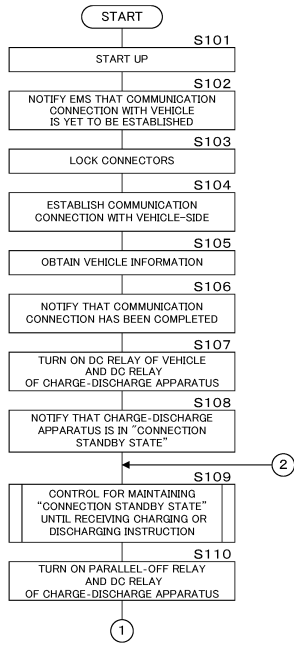 START
S101
START UP
S102
NOTIFY EMS THAT COMMUNICATION
CONNECTION WITH VEHICLE
IS YET TO BE ESTABLISHED
S103
LOCK CONNECTORS
S104
ESTABLISH COMMUNICATION
CONNECTION WITH VEHICLE-SIDE
S105
OBTAIN VEHICLE INFORMATION
S106
NOTIFY THAT COMMUNICATION
CONNECTION HAS BEEN COMPLETED
S107
TURN ON DC RELAY OF VEHICLE
AND DC RELAY
OF CHARGE-DISCHARGE APPARATUS
S108
NOTIFY THAT CHARGE-DISCHARGE
APPARATUS IS IN "CONNECTION
STANDBY STATE"
2
S109
CONTROL FOR MAINTAINING
"CONNECTION STANDBY STATE"
UNTIL RECEIVING CHARGING OR
DISCHARGING INSTRUCTION
S110
TURN ON PARALLEL-OFF RELAY
AND DC RELAY
OF CHARGE-DISCHARGE APPARATUS
1